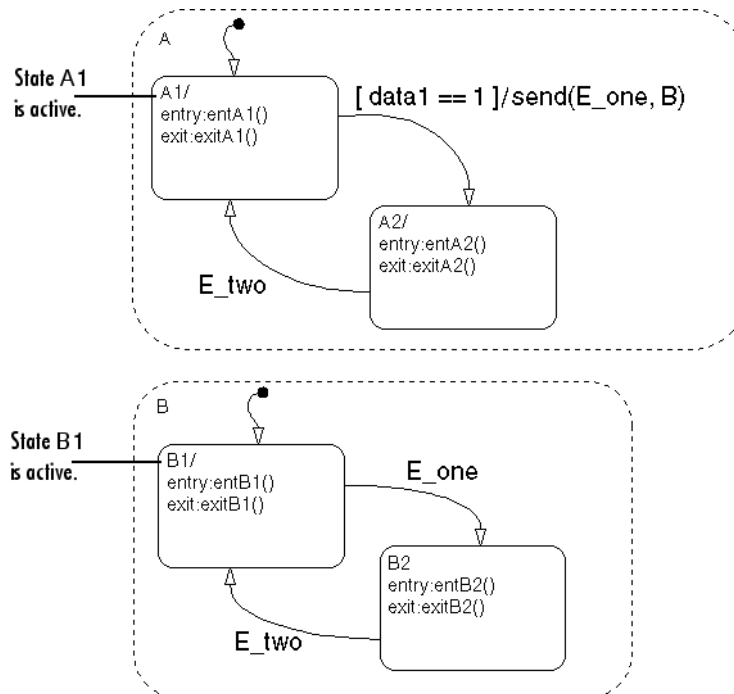 A
State A1
is active.
A1/
entry:entA1()
exit:exitA1()
[ data1 == 1 ]/send(E_one, B)
A2/
entry:entA2()
exit:exitA2()
E_two
B
State B1
is active.
B1/
entry:entB1()
exit:exitB1()
E_one
B2
entry:entB2()
exit:exitB2()
E_two